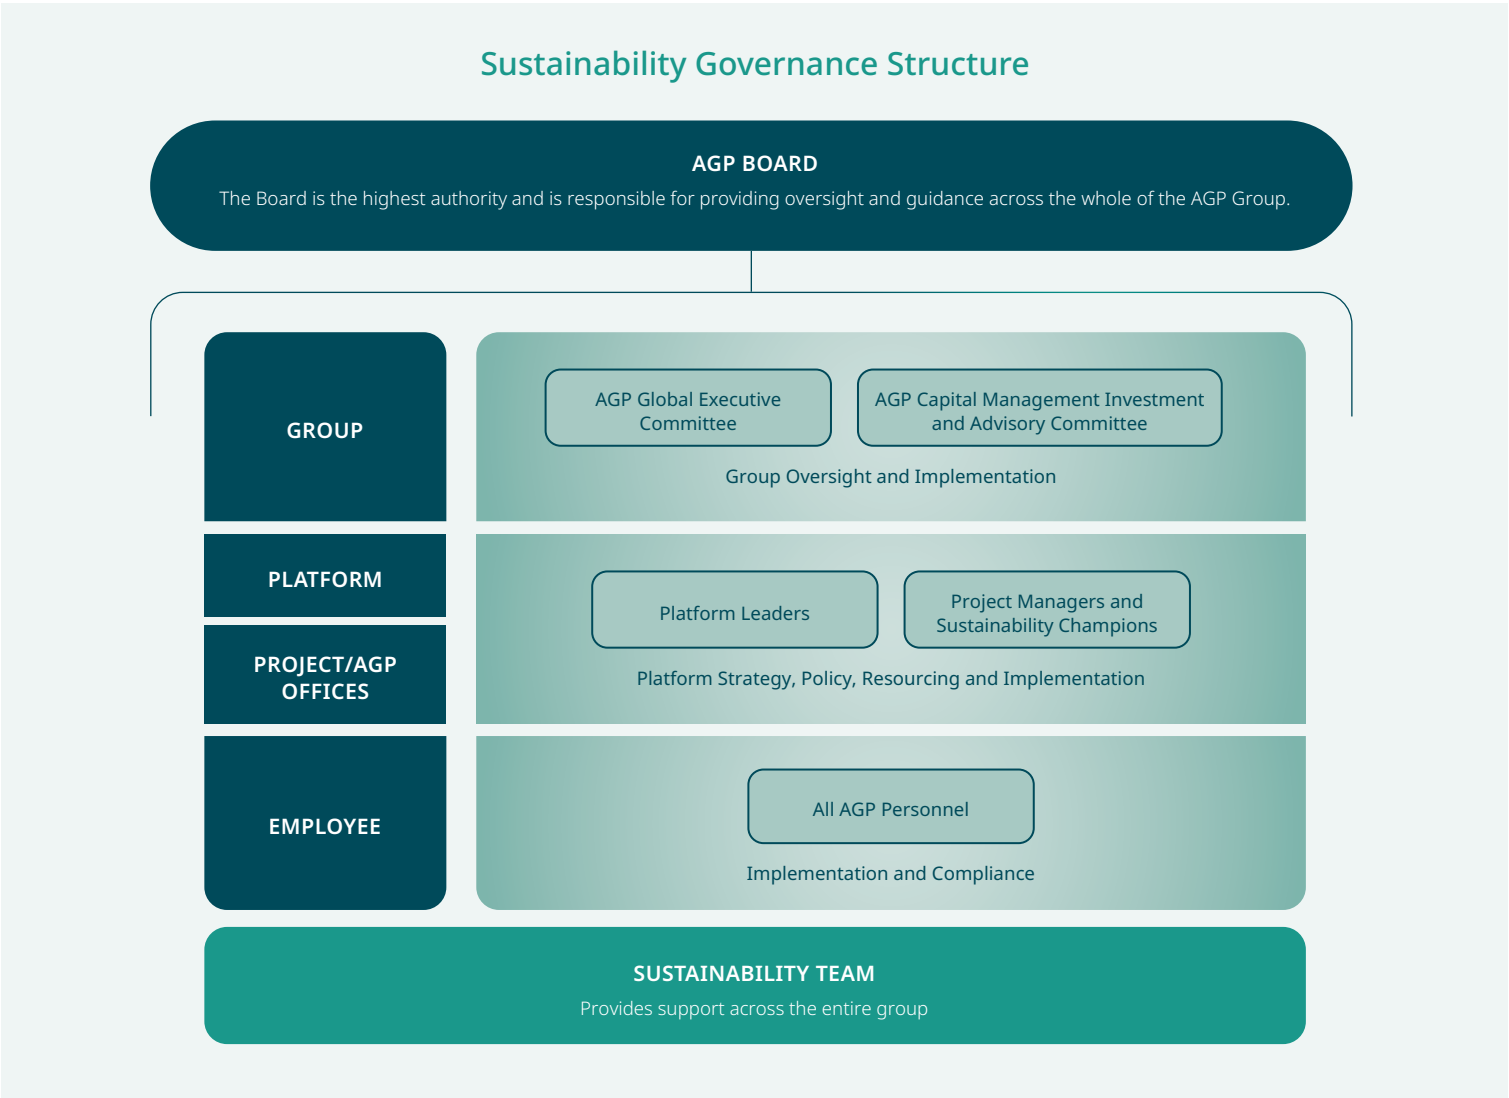 Sustainability Governance Structure
AGP BOARD
The Board is the highest authority and is responsible for providing oversight and guidance across the whole of the AGP Group.
GROUP
AGP Global Executive
Committee
AGP Capital Management Investment
and Advisory Committee
Group Oversight and Implementation
PLATFORM
PROJECT/AGP
OFFICES
Platform Leaders
Project Managers and
Sustainability Champions
Platform Strategy, Policy, Resourcing and Implementation
EMPLOYEE
All AGP Personnel
Implementation and Compliance
SUSTAINABILITY TEAM
Provides support across the entire group